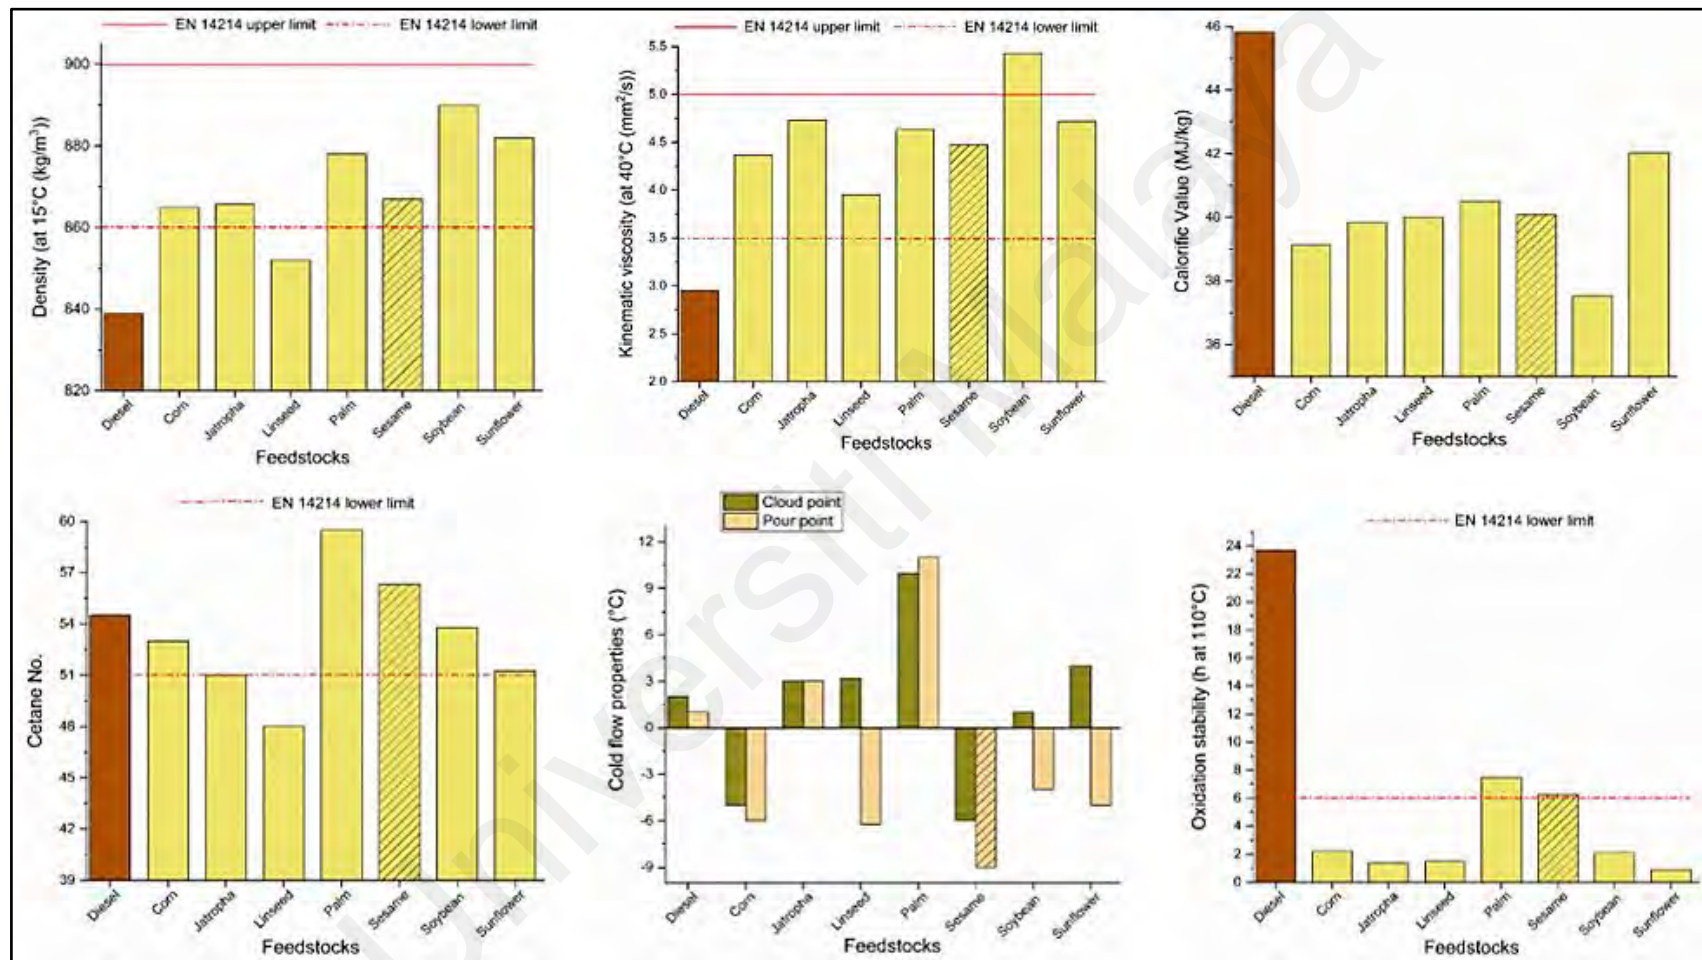 EN 14214 upper limit EN 14214 lower limit
Density (at 15°C (kg/m³))
900
880
860
840
820
Diesel Corn Jatropha Linseed Palm Sesame Soybean Sunflower
Feedstocks
EN 14214 upper limit EN 14214 lower limit
Kinematic viscosity (at 40°C (mm²/s))
5.5
5.0
4.5
4.0
3.5
3.0
2.5
2.0
Diesel Corn Jatropha Linseed Palm Sesame Soybean Sunflower
Feedstocks
Calorific Value (MJ/kg)
46
44
42
40
38
36
Diesel Corn Jatropha Linseed Palm Sesame Soybean Sunflower
Feedstocks
EN 14214 lower limit
Cetane No.
60
57
54
51
48
45
42
39
Diesel Corn Jatropha Linseed Palm Sesame Soybean Sunflower
Feedstocks
Cloud point
Pour point
Cold flow properties (°C)
12
9
6
3
0
-3
-6
-9
Diesel Corn Jatropha Linseed Palm Sesame Soybean Sunflower
Feedstocks
EN 14214 lower limit
Oxidation stability (h at 110°C)
24
22
20
18
16
14
12
10
8
6
4
2
0
Diesel Corn Jatropha Linseed Palm Sesame Soybean Sunflower
Feedstocks
Universiti Malaya